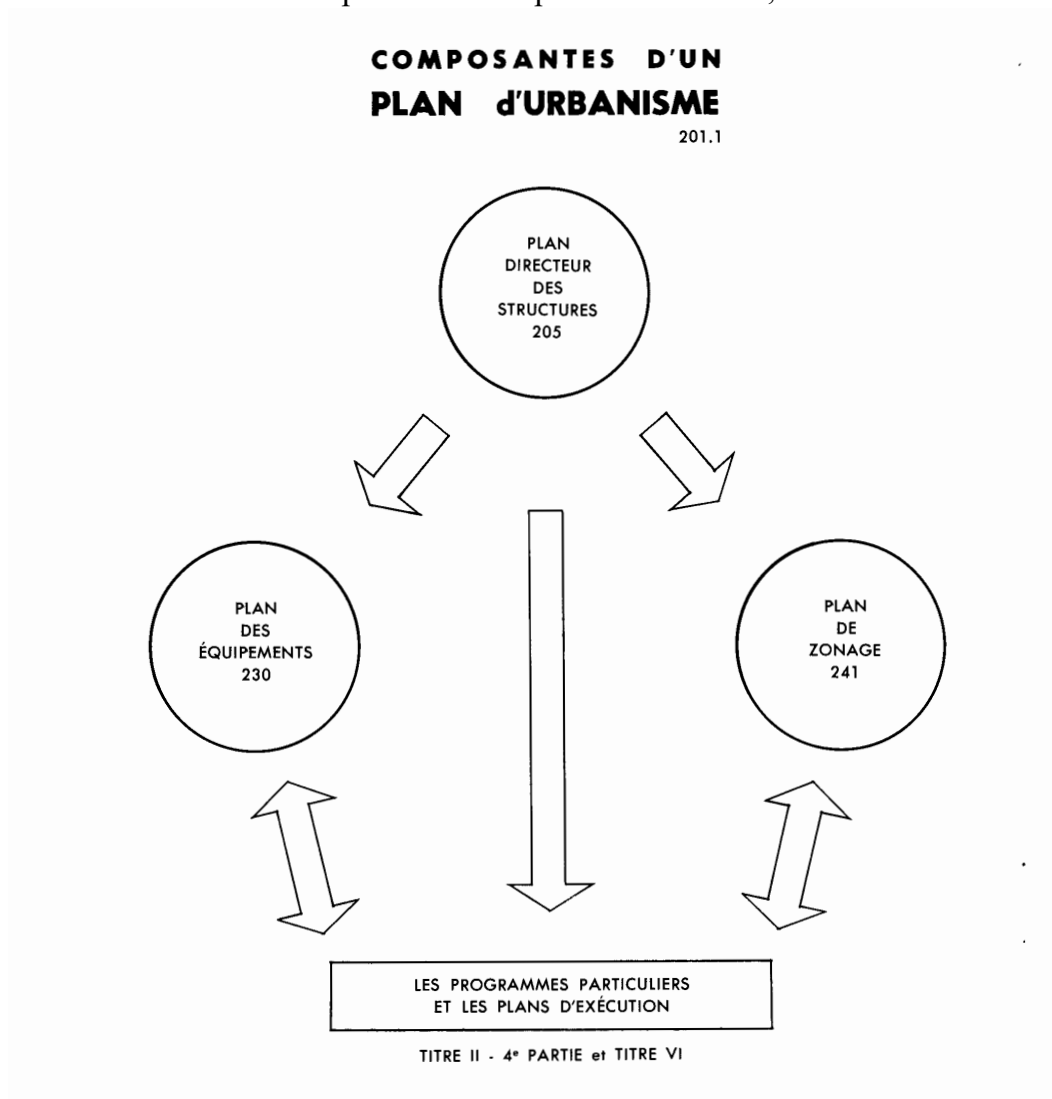 COMPOSANTES D'UN
PLAN d'URBANISME
201.1
PLAN
DIRECTEUR
DES
STRUCTURES
205
PLAN
DES
ÉQUIPEMENTS
230
PLAN
DE
ZONAGE
241
LES PROGRAMMES PARTICULIERS
ET LES PLANS D'EXÉCUTION
TITRE II - 4e PARTIE et TITRE VI